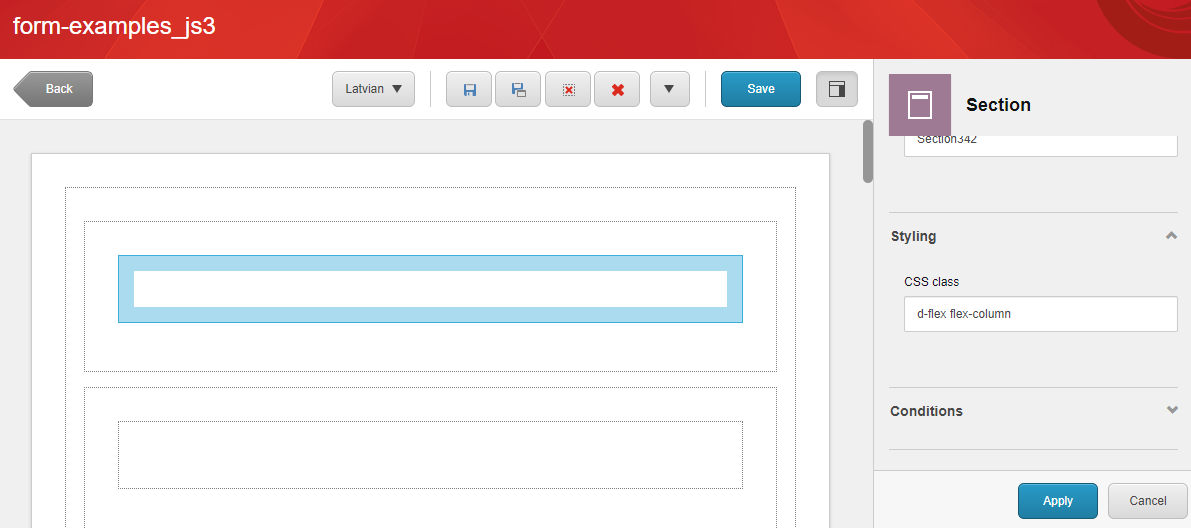 form-examples_js3
Back
Latvian
Save
Section
Section342
Styling
CSS class
d-flex flex-column
Conditions
Apply
Cancel